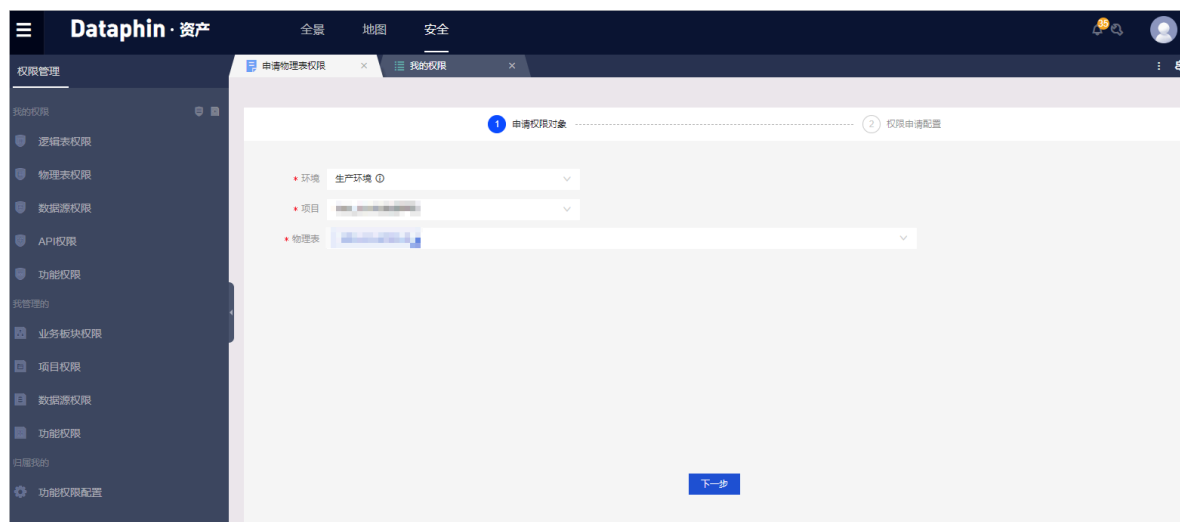 Dataphin · 资产 全景 地图 安全 35
权限管理 申请物理表权限 × 我的权限 ×
我的权限
1 申请权限对象 2 权限申请配置
逻辑表权限
物理表权限
* 环境 生产环境
数据源权限
* 项目
* 物理表
API权限
功能权限
我管理的
业务板块权限
项目权限
数据源权限
功能权限
归属我的
下一步
功能权限配置